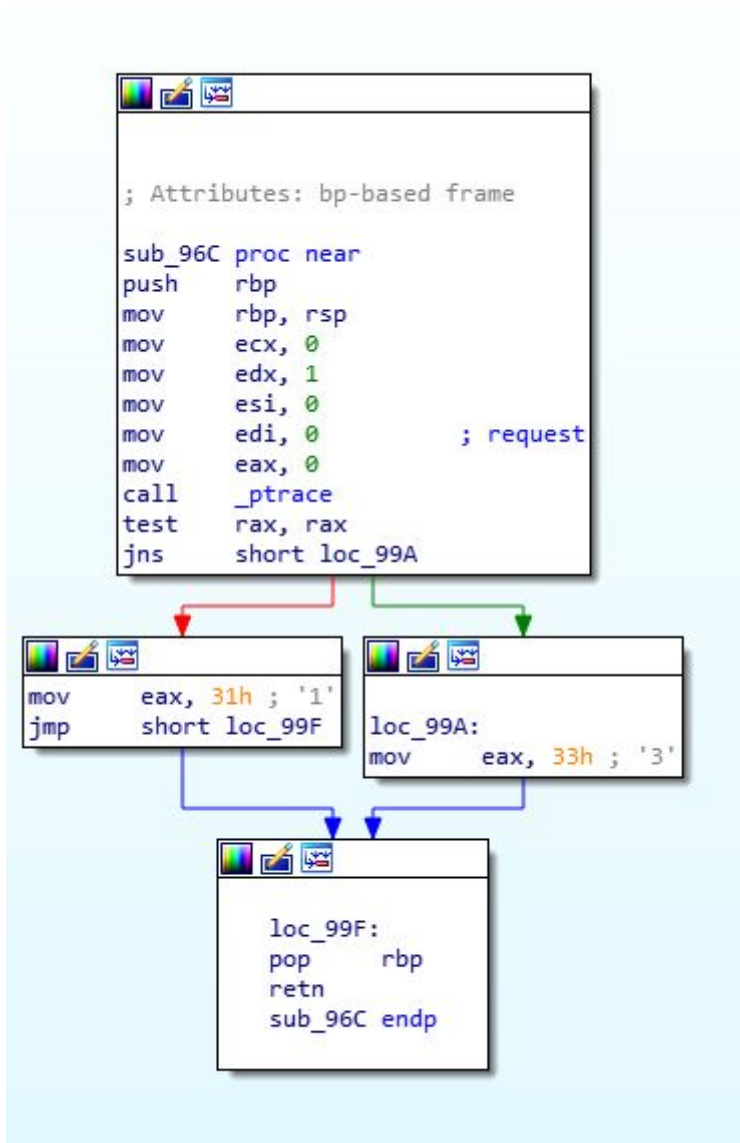 ; Attributes: bp-based frame
sub_96C proc near
push rbp
mov rbp, rsp
mov ecx, 0
mov edx, 1
mov esi, 0
mov edi, 0 ; request
mov eax, 0
call _ptrace
test rax, rax
jns short loc_99A
mov eax, 31h ; '1'
jmp short loc_99F
loc_99A:
mov eax, 33h ; '3'
loc_99F:
pop rbp
retn
sub_96C endp